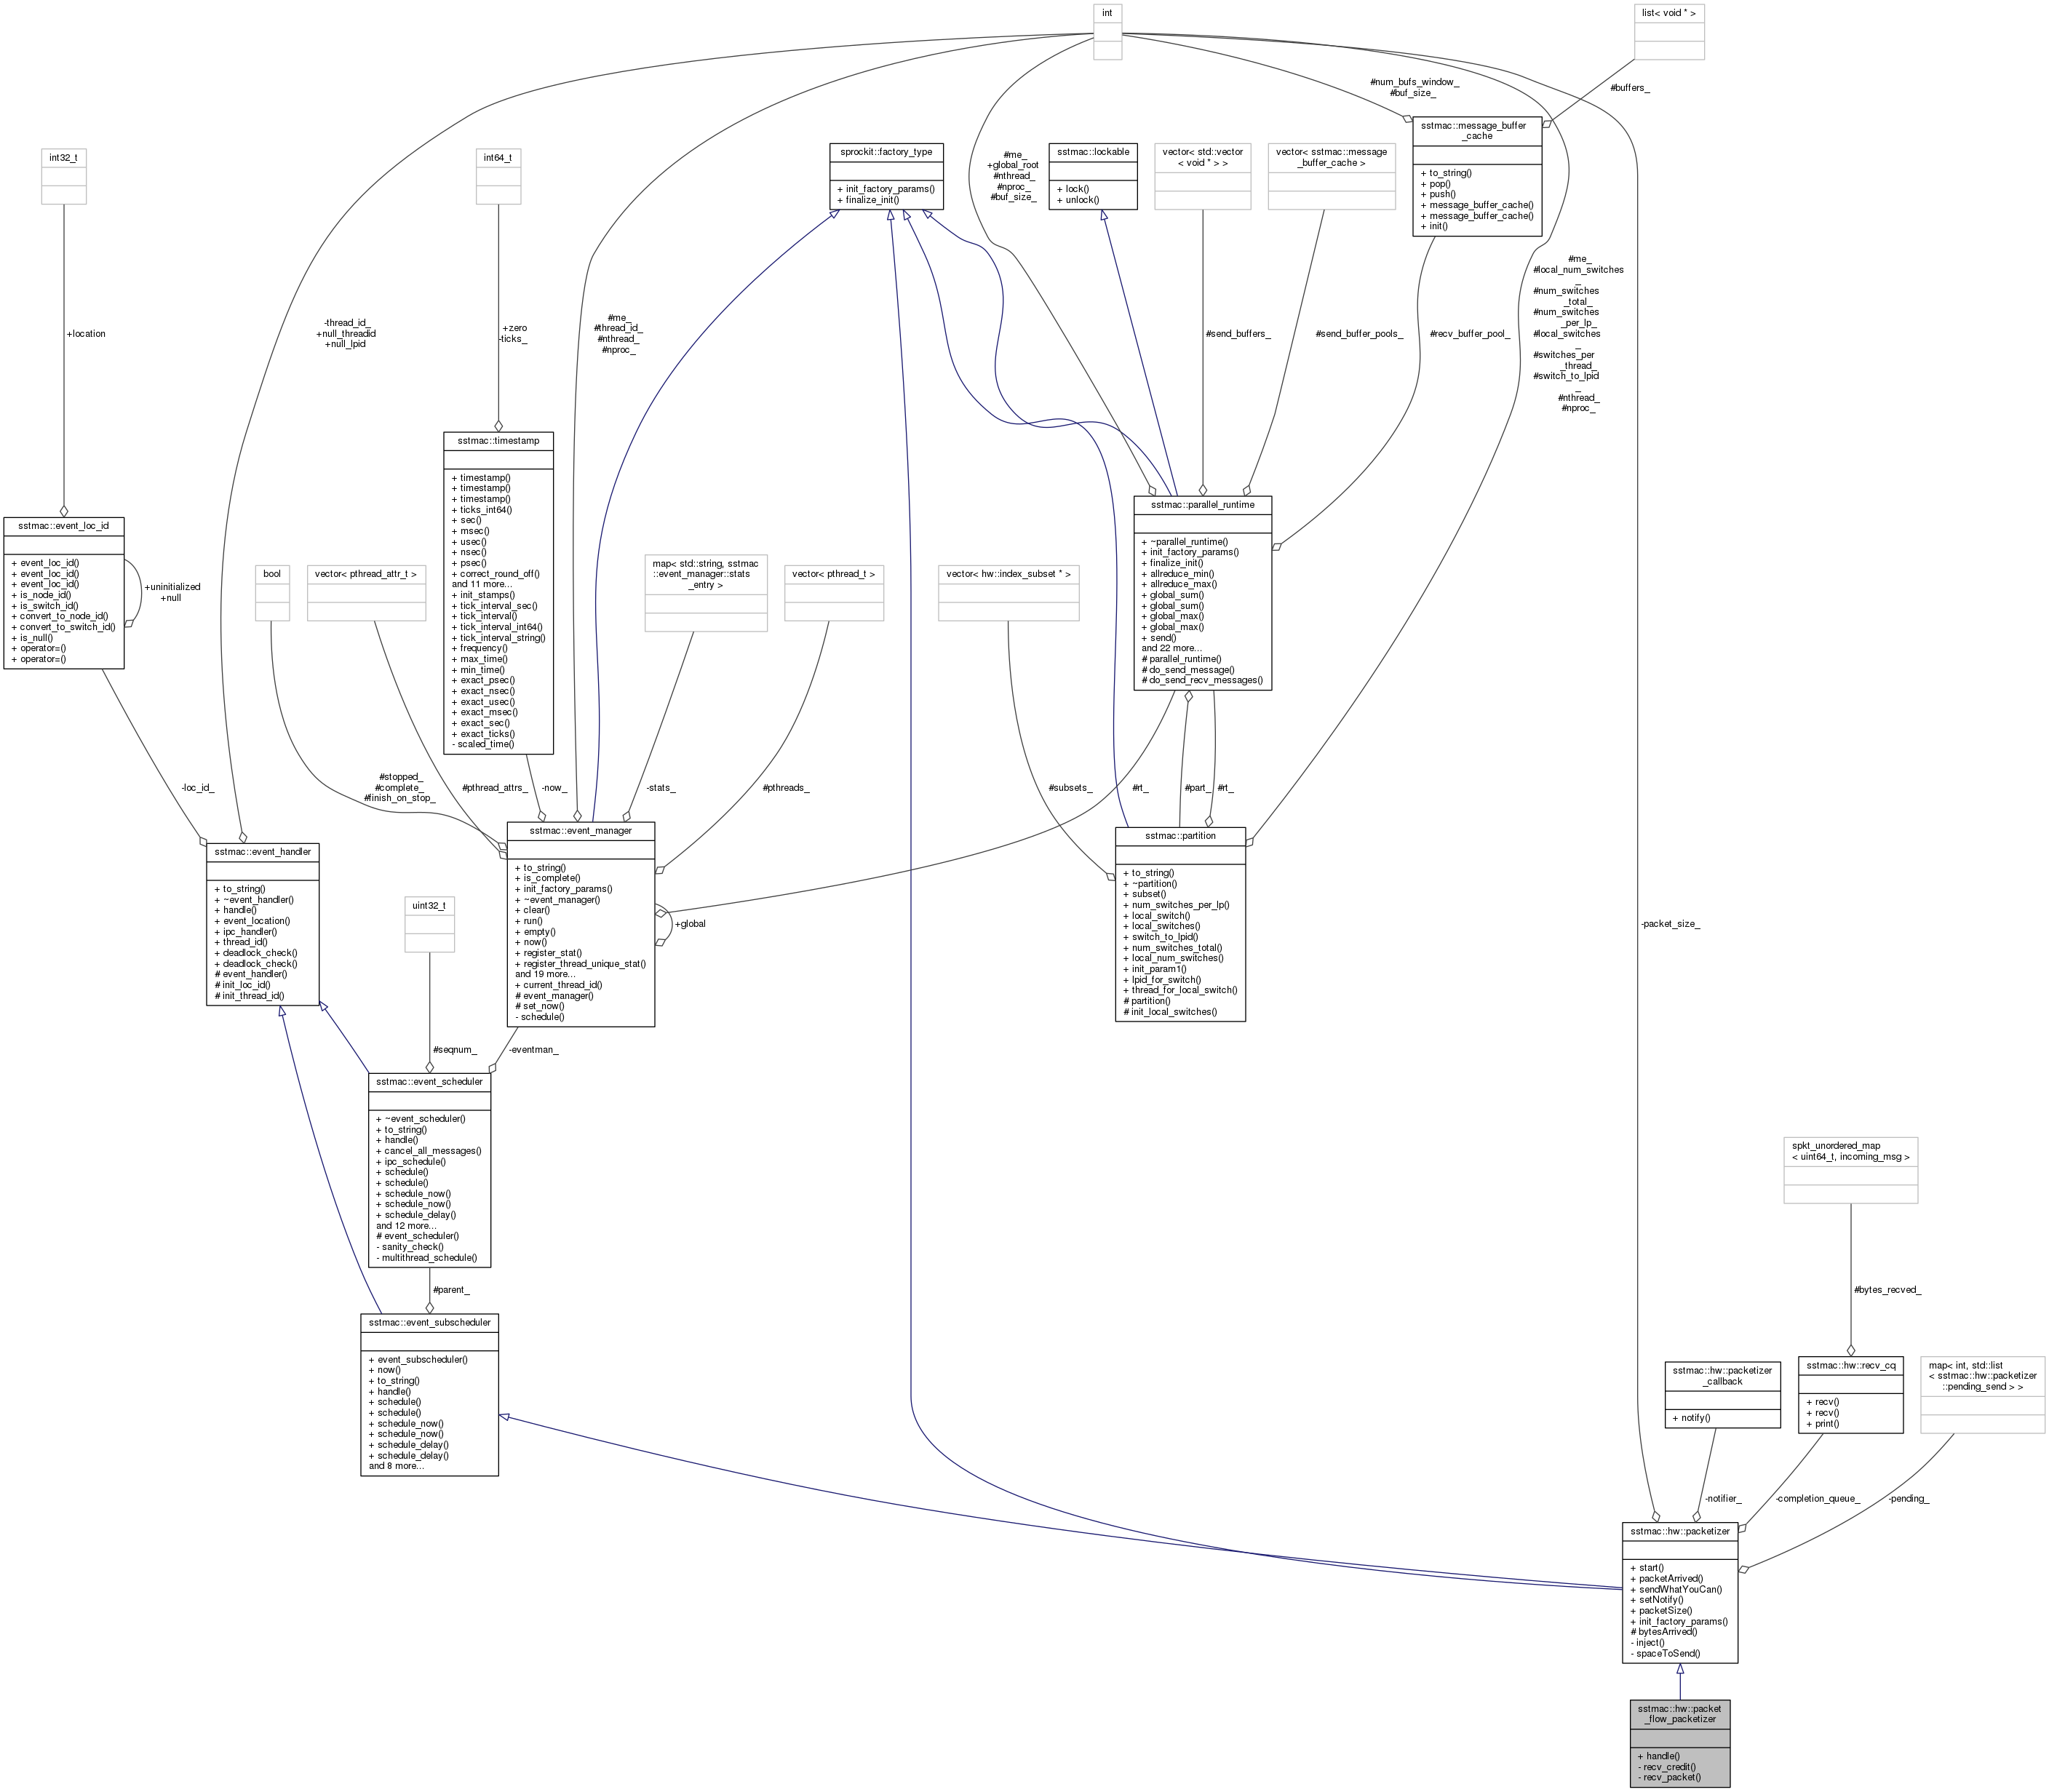 int
list< void * >
#num_bufs_window_
#buf_size_
#buffers_
sstmac::message_buffer
_cache
+ to_string()
+ pop()
+ push()
+ message_buffer_cache()
+ message_buffer_cache()
+ init()
int32_t
int64_t
sprockit::factory_type
+ init_factory_params()
+ finalize_init()
#me_
+global_root
#nthread_
#nproc_
#buf_size_
sstmac::lockable
+ lock()
+ unlock()
vector< std::vector
< void * > >
vector< sstmac::message
_buffer_cache >
+location
-thread_id_
+null_threadid
+null_lpid
+zero
-ticks_
#me_
#thread_id_
#nthread_
#nproc_
#send_buffers_
#send_buffer_pools_
#recv_buffer_pool_
#me_
#local_num_switches
_
#num_switches
_total_
#num_switches
_per_lp_
#local_switches
_
#switches_per
_thread_
#switch_to_lpid
_
#nthread_
#nproc_
sstmac::timestamp
+ timestamp()
+ timestamp()
+ timestamp()
+ ticks_int64()
+ sec()
+ msec()
+ usec()
+ nsec()
+ psec()
+ correct_round_off()
and 11 more...
+ init_stamps()
+ tick_interval_sec()
+ tick_interval()
+ tick_interval_int64()
+ tick_interval_string()
+ frequency()
+ max_time()
+ min_time()
+ exact_psec()
+ exact_nsec()
+ exact_usec()
+ exact_msec()
+ exact_sec()
+ exact_ticks()
- scaled_time()
sstmac::event_loc_id
+ event_loc_id()
+ event_loc_id()
+ event_loc_id()
+ is_node_id()
+ is_switch_id()
+ convert_to_node_id()
+ convert_to_switch_id()
+ is_null()
+ operator=()
+ operator=()
+uninitialized
+null
bool
vector< pthread_attr_t >
map< std::string, sstmac
::event_manager::stats
_entry >
vector< pthread_t >
vector< hw::index_subset * >
sstmac::parallel_runtime
+ ~parallel_runtime()
+ init_factory_params()
+ finalize_init()
+ allreduce_min()
+ allreduce_max()
+ global_sum()
+ global_sum()
+ global_max()
+ global_max()
+ send()
and 22 more...
# parallel_runtime()
# do_send_message()
# do_send_recv_messages()
-loc_id_
#stopped_
#complete_
#finish_on_stop_
#pthread_attrs_
-now_
-stats_
#pthreads_
#subsets_
#rt_
#part_
#rt_
sstmac::event_handler
+ to_string()
+ ~event_handler()
+ handle()
+ event_location()
+ ipc_handler()
+ thread_id()
+ deadlock_check()
+ deadlock_check()
# event_handler()
# init_loc_id()
# init_thread_id()
sstmac::event_manager
+ to_string()
+ is_complete()
+ init_factory_params()
+ ~event_manager()
+ clear()
+ run()
+ empty()
+ now()
+ register_stat()
+ register_thread_unique_stat()
and 19 more...
+ current_thread_id()
# event_manager()
# set_now()
- schedule()
+global
sstmac::partition
+ to_string()
+ ~partition()
+ subset()
+ num_switches_per_lp()
+ local_switch()
+ local_switches()
+ switch_to_lpid()
+ num_switches_total()
+ local_num_switches()
+ init_param1()
+ lpid_for_switch()
+ thread_for_local_switch()
# partition()
# init_local_switches()
uint32_t
-packet_size_
#seqnum_
-eventman_
sstmac::event_scheduler
+ ~event_scheduler()
+ to_string()
+ handle()
+ cancel_all_messages()
+ ipc_schedule()
+ schedule()
+ schedule()
+ schedule_now()
+ schedule_now()
+ schedule_delay()
and 12 more...
# event_scheduler()
- sanity_check()
- multithread_schedule()
spkt_unordered_map
< uint64_t, incoming_msg >
#parent_
#bytes_recved_
sstmac::event_subscheduler
+ event_subscheduler()
+ now()
+ to_string()
+ handle()
+ schedule()
+ schedule()
+ schedule_now()
+ schedule_now()
+ schedule_delay()
+ schedule_delay()
and 8 more...
sstmac::hw::packetizer
_callback
+ notify()
sstmac::hw::recv_cq
+ recv()
+ recv()
+ print()
map< int, std::list
< sstmac::hw::packetizer
::pending_send > >
-notifier_
-completion_queue_
-pending_
sstmac::hw::packetizer
+ start()
+ packetArrived()
+ sendWhatYouCan()
+ setNotify()
+ packetSize()
+ init_factory_params()
# bytesArrived()
- inject()
- spaceToSend()
sstmac::hw::packet
_flow_packetizer
+ handle()
- recv_credit()
- recv_packet()